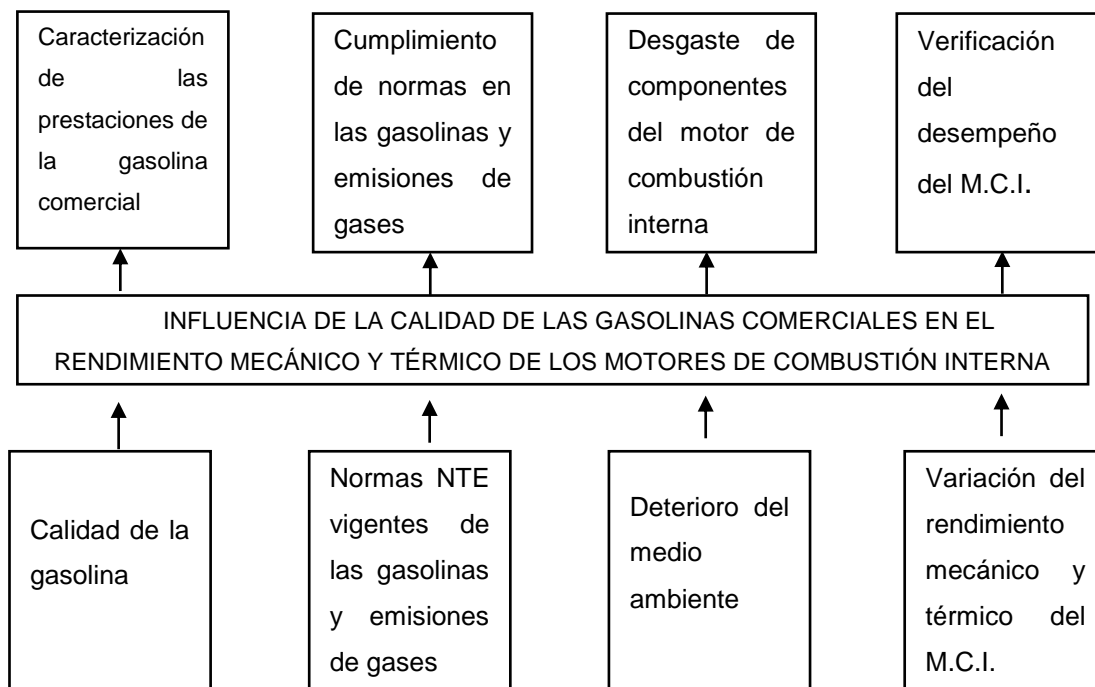 Caracterización
de las
prestaciones de
la gasolina
comercial
Cumplimiento
de normas en
las gasolinas y
emisiones de
gases
Desgaste de
componentes
del motor de
combustión
interna
Verificación
del
desempeño
del M.C.I.
INFLUENCIA DE LA CALIDAD DE LAS GASOLINAS COMERCIALES EN EL
RENDIMIENTO MECÁNICO Y TÉRMICO DE LOS MOTORES DE COMBUSTIÓN INTERNA
Calidad de la
gasolina
Normas NTE
vigentes de
las gasolinas
y emisiones
de gases
Deterioro del
medio
ambiente
Variación del
rendimiento
mecánico y
térmico del
M.C.I.